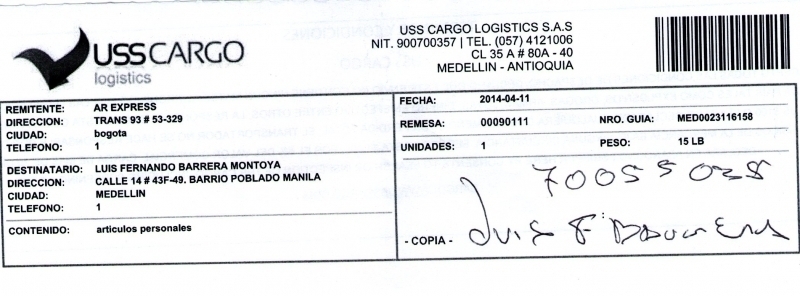 USSCARGO
logistics
USS CARGO LOGISTICS S.A.S
NIT. 900700357 | TEL. (057) 4121006
CL 35 A # 80A - 40
MEDELLIN - ANTIOQUIA
REMITENTE: AR EXPRESS
DIRECCION: TRANS 93 # 53-329
CIUDAD: bogota
TELEFONO: 1
DESTINATARIO: LUIS FERNANDO BARRERA MONTOYA
DIRECCION: CALLE 14 # 43F-49. BARRIO POBLADO MANILA
CIUDAD: MEDELLIN
TELEFONO: 1
CONTENIDO: articulos personales
FECHA: 2014-04-11
REMESA: 00090111 NRO. GUIA: MED0023116158
UNIDADES: 1 PESO: 15 LB
70055038
- COPIA - Luis F Barrera